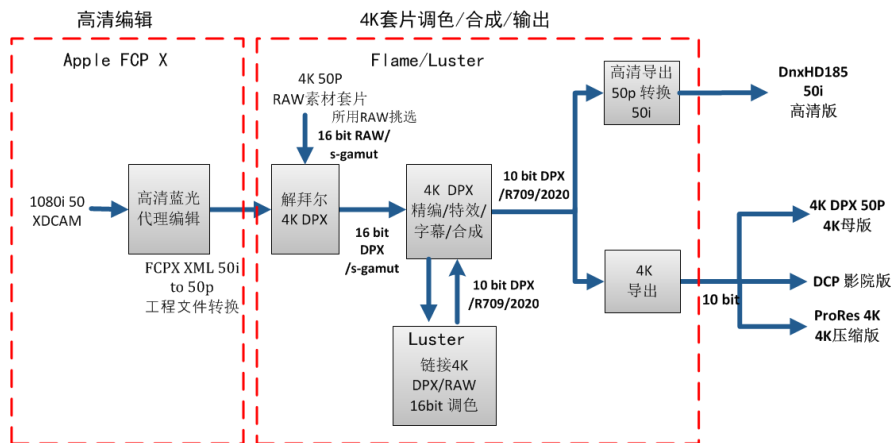 高清编辑
4K套片调色/合成/输出
Apple FCP X
Flame/Luster
1080i 50
XDCAM
高清蓝光
代理编辑
FCPX XML 50i
to 50p
工程文件转换
4K 50P
RAW素材套片
所用RAW挑选
16 bit RAW/
s-gamut
解拜尔
4K DPX
16 bit
DPX
/s-gamut
4K DPX
精编/特效/
字幕/合成
10 bit DPX
/R709/2020
Luster
链接4K
DPX/RAW
16bit 调色
10 bit DPX
/R709/2020
高清导出
50p 转换
50i
4K
导出
10 bit
DnxHD185
50i
高清版
4K DPX 50P
4K母版
DCP 影院版
ProRes 4K
4K压缩版